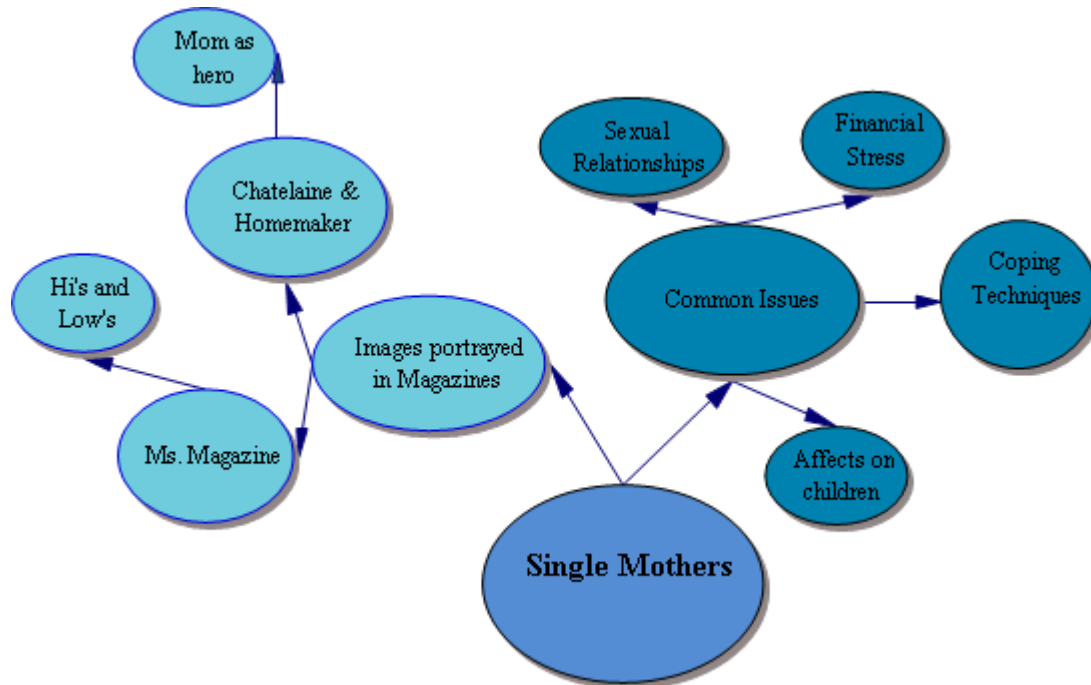 Mom as
hero
Sexual
Relationships
Financial
Stress
Chatelaine &
Homemaker
Hi's and
Low's
Common Issues
Coping
Techniques
Images portrayed
in Magazines
Ms. Magazine
Affects on
children
Single Mothers